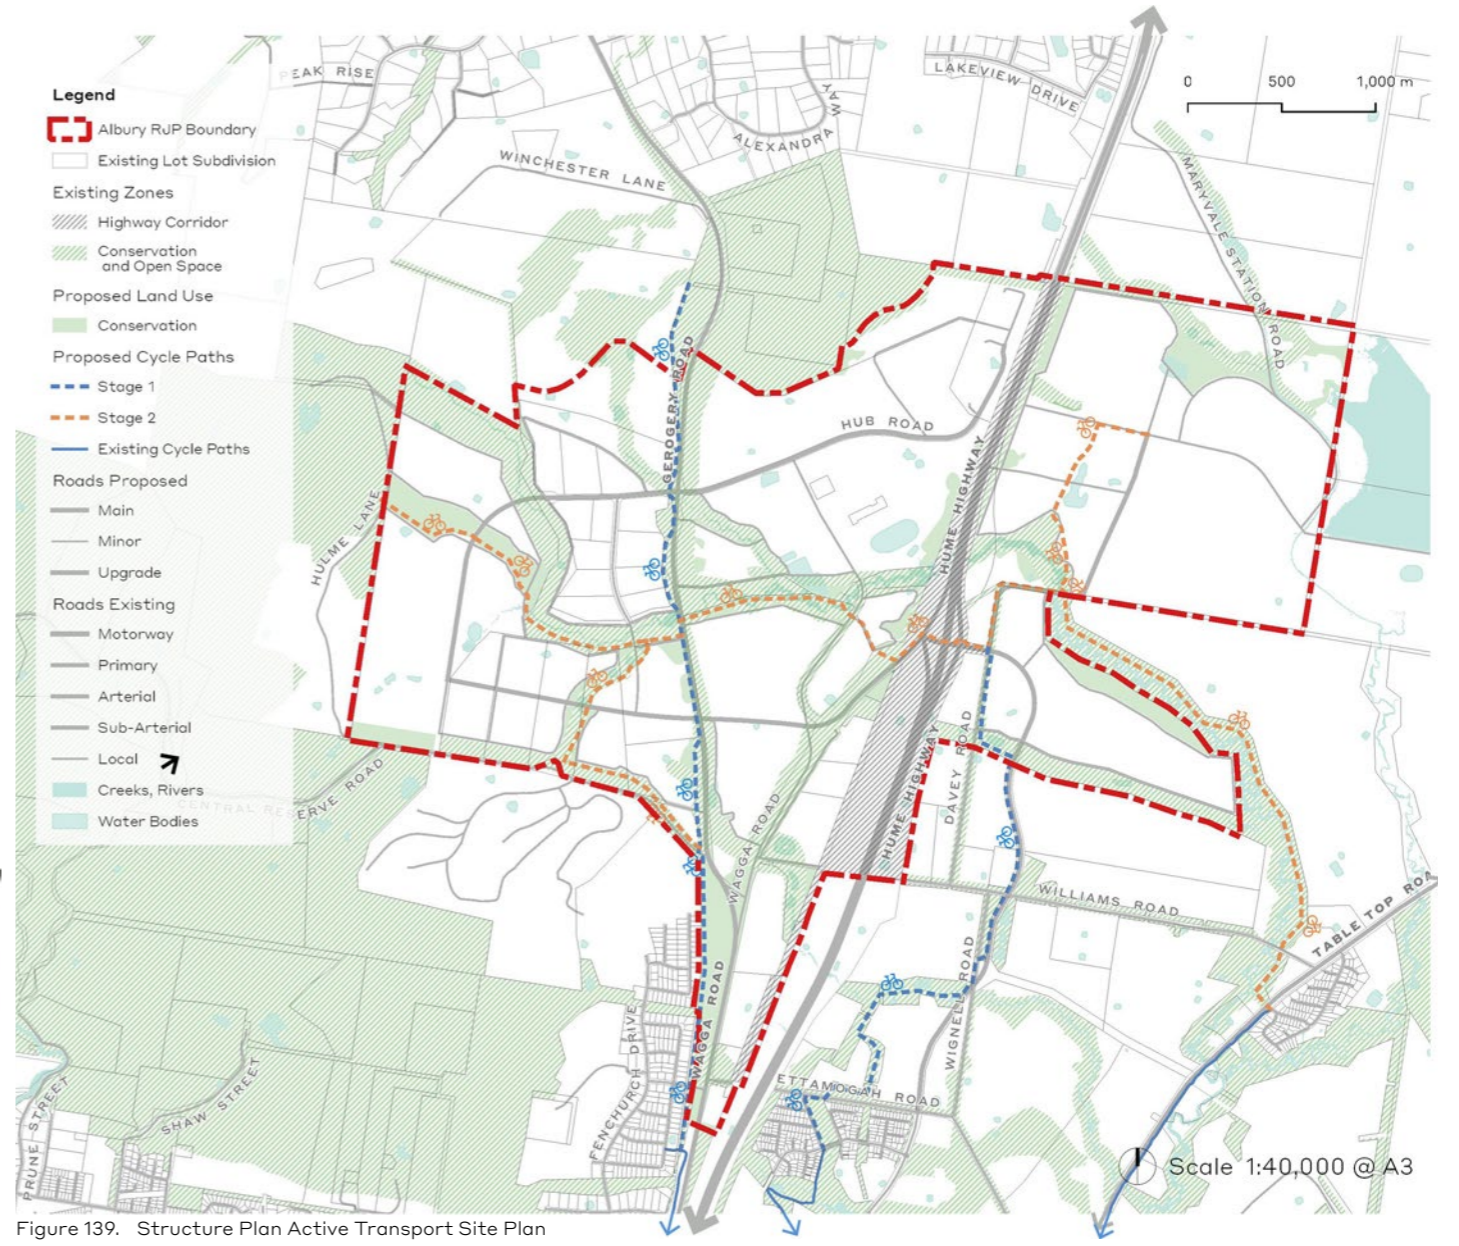 Legend
Albury RJP Boundary
Existing Lot Subdivision
Existing Zones
Highway Corridor
Conservation
and Open Space
Proposed Land Use
Conservation
Proposed Cycle Paths
Stage 1
Stage 2
Existing Cycle Paths
Roads Proposed
Main
Minor
Upgrade
Roads Existing
Motorway
Primary
Arterial
Sub-Arterial
Local
Creeks, Rivers
Water Bodies
PEAK RISE
WINCHESTER LANE
ALEXANDRA WAY
LAKEVIEW DRIVE
0 500 1,000 m
MARYVALE STATION ROAD
GEROGERY ROAD
HUB ROAD
HUME HIGHWAY
HULME LANE
CENTRAL RESERVE ROAD
HUME HIGHWAY
DAVEY ROAD
WAGGA ROAD
WILLIAMS ROAD
TABLE TOP ROA
WAGGA ROAD
WIGNELL ROAD
FENCHURCH DRIVE
ETTAMOGAH ROAD
SHAW STREET
PRUNE STREET
Scale 1:40,000 @ A3
Figure 139. Structure Plan Active Transport Site Plan